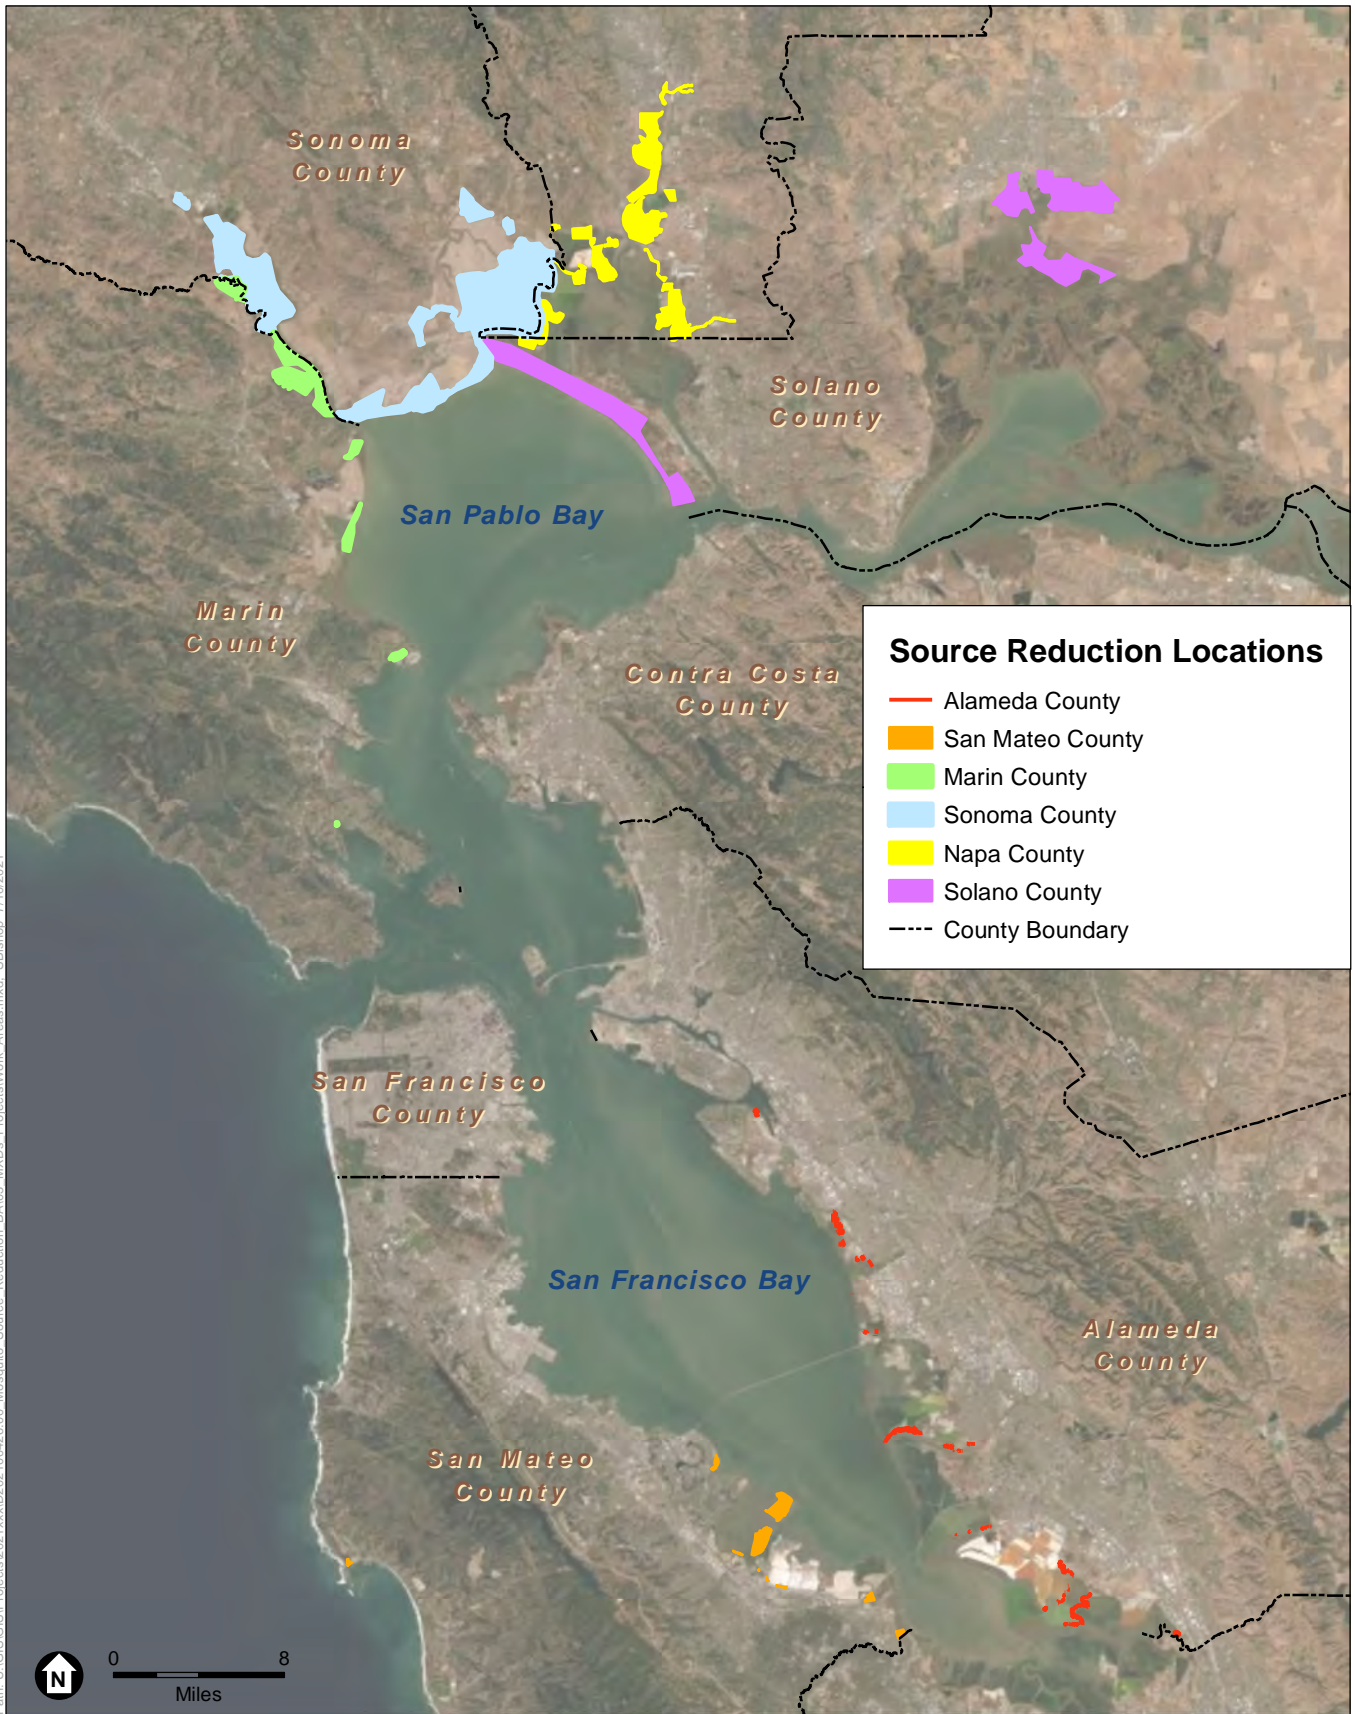 Sonoma
County
Solano
County
San Pablo Bay
Marin
County
Contra Costa
County
Source Reduction Locations
Alameda County
San Mateo County
Marin County
Sonoma County
Napa County
Solano County
County Boundary
San Francisco
County
San Francisco Bay
Alameda
County
San Mateo
County
N
0 8
Miles